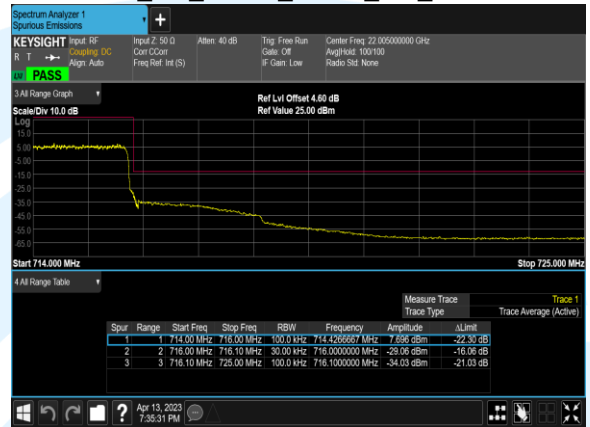 Spectrum Analyzer 1
Spurious Emissions
KEYSIGHT Input: RF Input Z: 50 Ω Atten: 40 dB Trig: Free Run Center Freq: 22.005000000 GHz
R T Coupling: DC Corr CCorr Gate: Off Avg|Hold: 100/100
Align: Auto Freq Ref: Int (S) IF Gain: Low Radio Std: None
LM PASS
3 All Range Graph
Ref Lvl Offset 4.60 dB
Scale/Div 10.0 dB Ref Value 25.00 dBm
Log
15.0
5.00
-5.00
-15.0
-25.0
-35.0
-45.0
-55.0
-65.0
Start 714.000 MHz Stop 725.000 MHz
4 All Range Table
Measure Trace Trace 1
Trace Type Trace Average (Active)
Spur Range Start Freq Stop Freq RBW Frequency Amplitude ΔLimit
1 1 714.00 MHz 716.00 MHz 100.0 kHz 714.4266667 MHz 7.696 dBm -22.30 dB
2 2 716.00 MHz 716.10 MHz 30.00 kHz 716.0000000 MHz -29.06 dBm -16.06 dB
3 3 716.10 MHz 725.00 MHz 100.0 kHz 716.1000000 MHz -34.03 dBm -21.03 dB
? Apr 13, 2023
7:35:31 PM